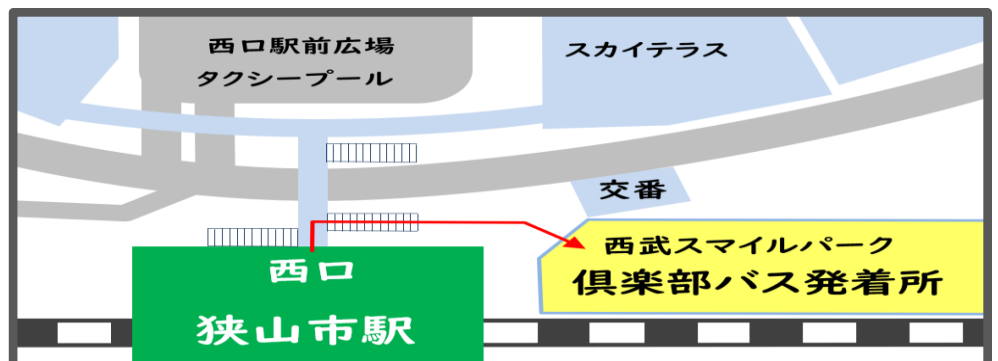 西口駅前広場
タクシープール
スカイテラス
交番
西武スマイルパーク
倶楽部バス発着所
西口
狭山市駅